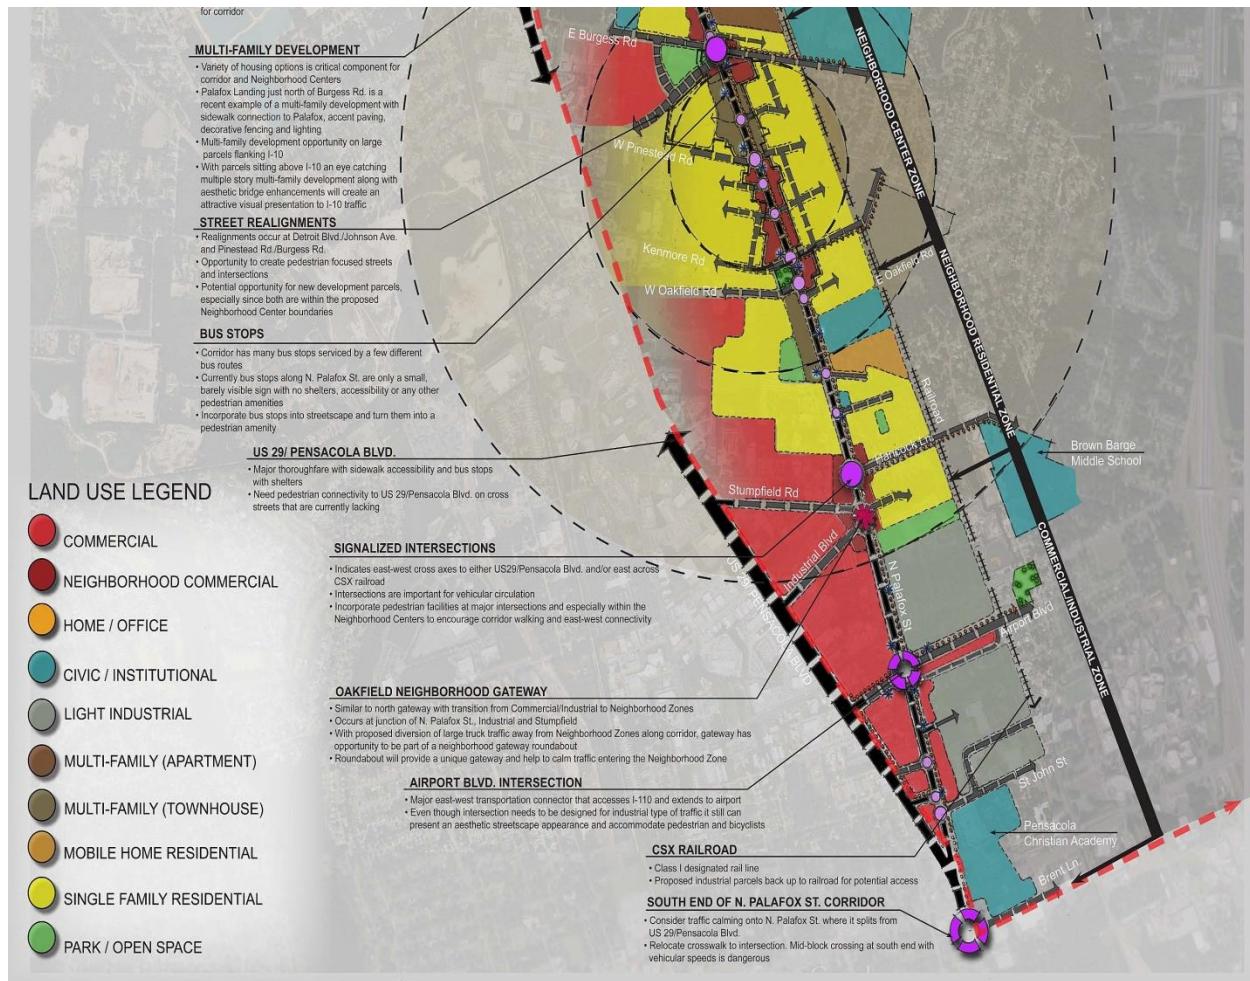 for corridor
MULTI-FAMILY DEVELOPMENT
• Variety of housing options is critical component for
corridor and Neighborhood Centers
• Palafox Landing just north of Burgess Rd. is a
recent example of a multi-family development with
sidewalk connection to Palafox, accent paving,
decorative fencing and lighting
• Multi-family development opportunity on large
parcels flanking I-10
• With parcels sitting above I-10 an eye catching
multiple story multi-family development along with
aesthetic bridge enhancements will create an
attractive visual presentation to I-10 traffic
STREET REALIGNMENTS
• Realignments occur at Detroit Blvd./Johnson Ave.
and Pinestead Rd./Burgess Rd.
• Opportunity to create pedestrian focused streets
and intersections
• Potential opportunity for new development parcels,
especially since both are within the proposed
Neighborhood Center boundaries
BUS STOPS
• Corridor has many bus stops serviced by a few different
bus routes
• Currently bus stops along N. Palafox St. are only a small,
barely visible sign with no shelters, accessibility or any other
pedestrian amenities
• Incorporate bus stops into streetscape and turn them into a
pedestrian amenity
US 29/ PENSACOLA BLVD.
• Major thoroughfare with sidewalk accessibility and bus stops
with shelters
• Need pedestrian connectivity to US 29/Pensacola Blvd. on cross
streets that are currently lacking
SIGNALIZED INTERSECTIONS
• Indicates east-west cross axes to either US29/Pensacola Blvd. and/or east across
CSX railroad
• Intersections are important for vehicular circulation
• Incorporate pedestrian facilities at major intersections and especially within the
Neighborhood Centers to encourage corridor walking and east-west connectivity
OAKFIELD NEIGHBORHOOD GATEWAY
• Similar to north gateway with transition from Commercial/Industrial to Neighborhood Zones
• Occurs at junction of N. Palafox St., Industrial and Stumpfield
• With proposed diversion of large truck traffic away from Neighborhood Zones along corridor, gateway has
opportunity to be part of a neighborhood gateway roundabout
• Roundabout will provide a unique gateway and help to calm traffic entering the Neighborhood Zone
AIRPORT BLVD. INTERSECTION
• Major east-west transportation connector that accesses I-110 and extends to airport
• Even though intersection needs to be designed for industrial type of traffic it still can
present an aesthetic streetscape appearance and accommodate pedestrian and bicyclists
CSX RAILROAD
• Class I designated rail line
• Proposed industrial parcels back up to railroad for potential access
SOUTH END OF N. PALAFOX ST. CORRIDOR
• Consider traffic calming onto N. Palafox St. where it splits from
US 29/Pensacola Blvd.
• Relocate crosswalk to intersection. Mid-block crossing at south end with
vehicular speeds is dangerous
LAND USE LEGEND
COMMERCIAL
NEIGHBORHOOD COMMERCIAL
HOME / OFFICE
CIVIC / INSTITUTIONAL
LIGHT INDUSTRIAL
MULTI-FAMILY (APARTMENT)
MULTI-FAMILY (TOWNHOUSE)
MOBILE HOME RESIDENTIAL
SINGLE FAMILY RESIDENTIAL
PARK / OPEN SPACE
E Burgess Rd
W Pinestead Rd
Kenmore Rd
W Oakfield Rd
E Oakfield Rd
Railroad
Hancock Ln
Stumpfield Rd
Industrial Blvd
N Palafox St
US 29 PENSACOLA BLVD
Airport Blvd
St John St
Brent Ln.
Brown Barge
Middle School
Pensacola
Christian Academy
NEIGHBORHOOD CENTER ZONE
NEIGHBORHOOD RESIDENTIAL ZONE
COMMERCIAL/INDUSTRIAL ZONE